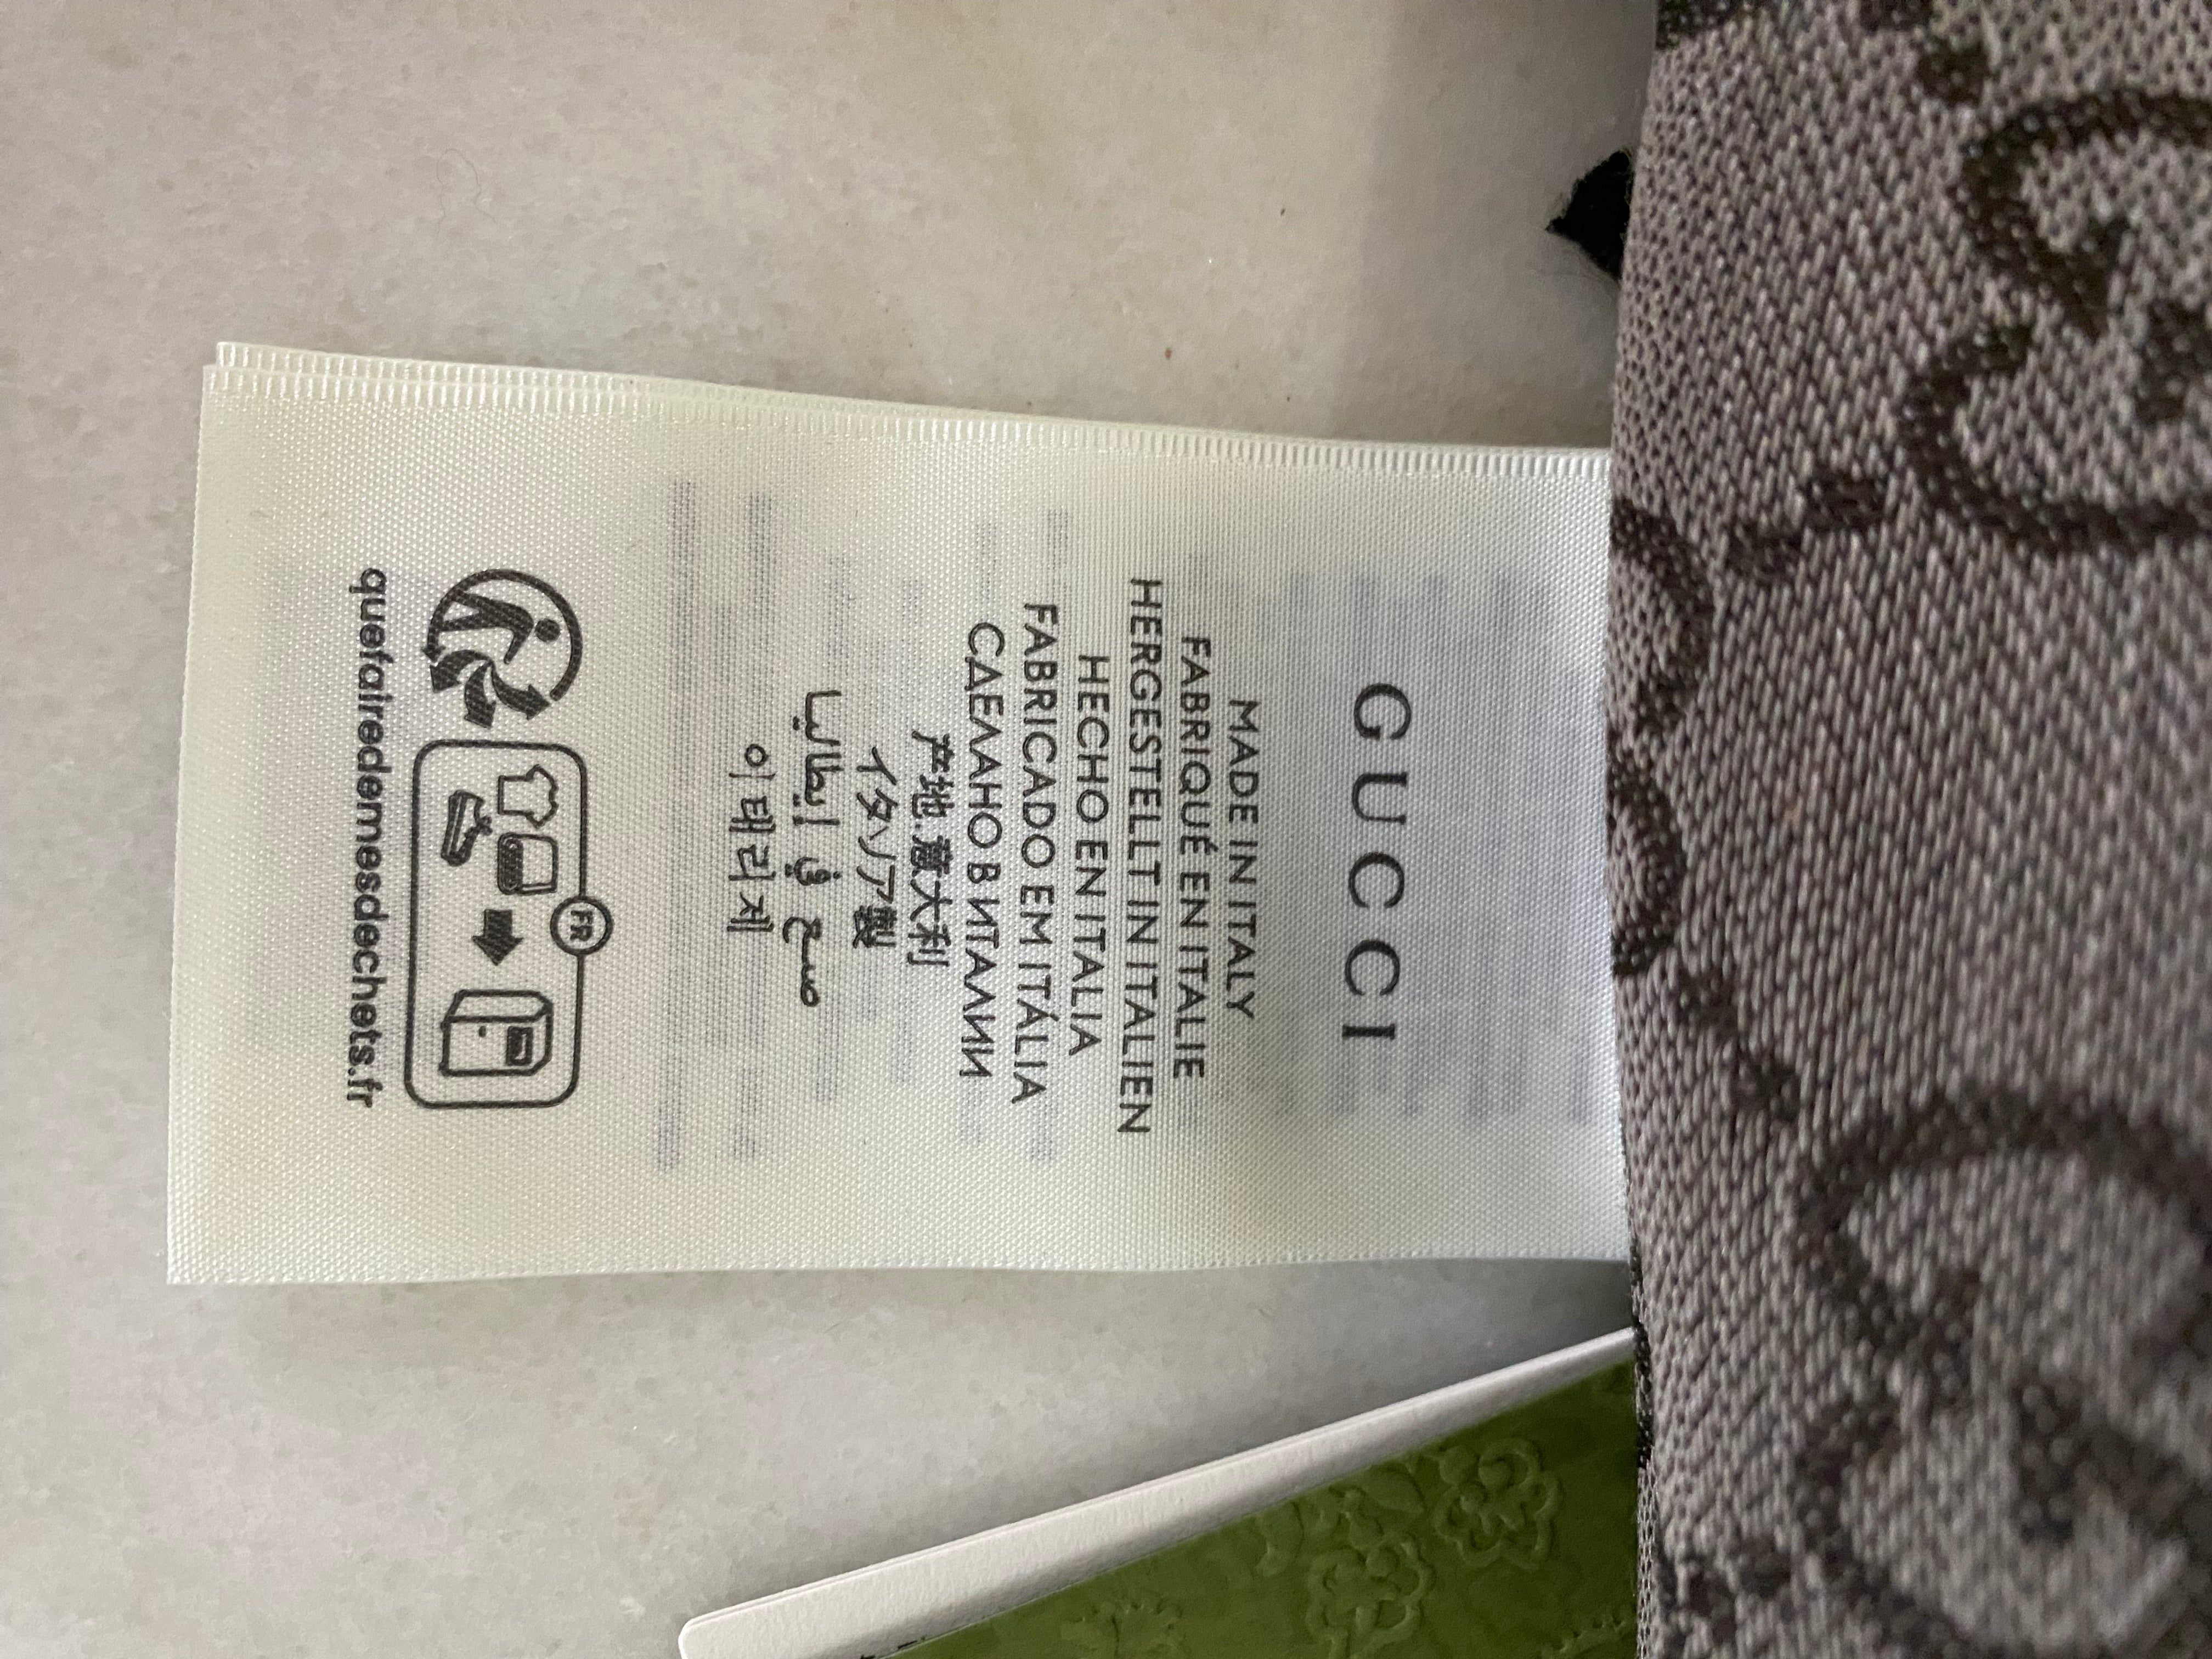 GUCCI
MADE IN ITALY
FABRIQUÉ EN ITALIE
HERGESTELLT IN ITALIEN
HECHO EN ITALIA
FABRICADO EM ITÁLIA
СДЕЛАНО В ИТАЛИИ
产地.意大利
イタリア製
صنع في إيطاليا
이태리제
FR
quefairedemesdechets.fr